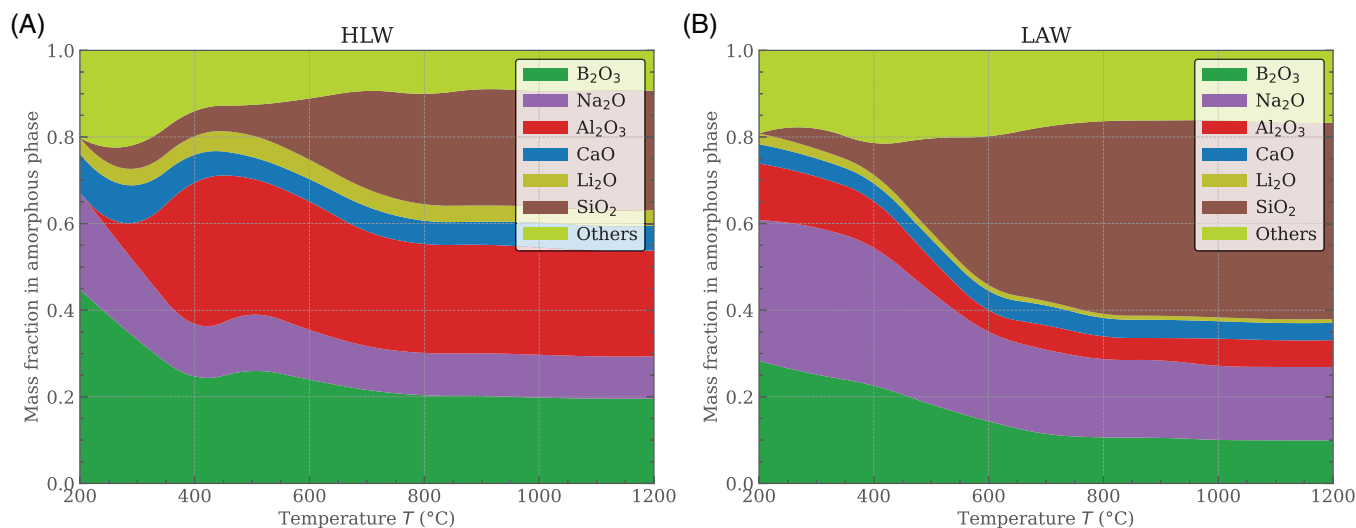 (A)
HLW
Mass fraction in amorphous phase
1.0
0.8
0.6
0.4
0.2
0.0
B₂O₃
Na₂O
Al₂O₃
CaO
Li₂O
SiO₂
Others
200 400 600 800 1000 1200
Temperature T (°C)
(B)
LAW
Mass fraction in amorphous phase
1.0
0.8
0.6
0.4
0.2
0.0
B₂O₃
Na₂O
Al₂O₃
CaO
Li₂O
SiO₂
Others
200 400 600 800 1000 1200
Temperature T (°C)